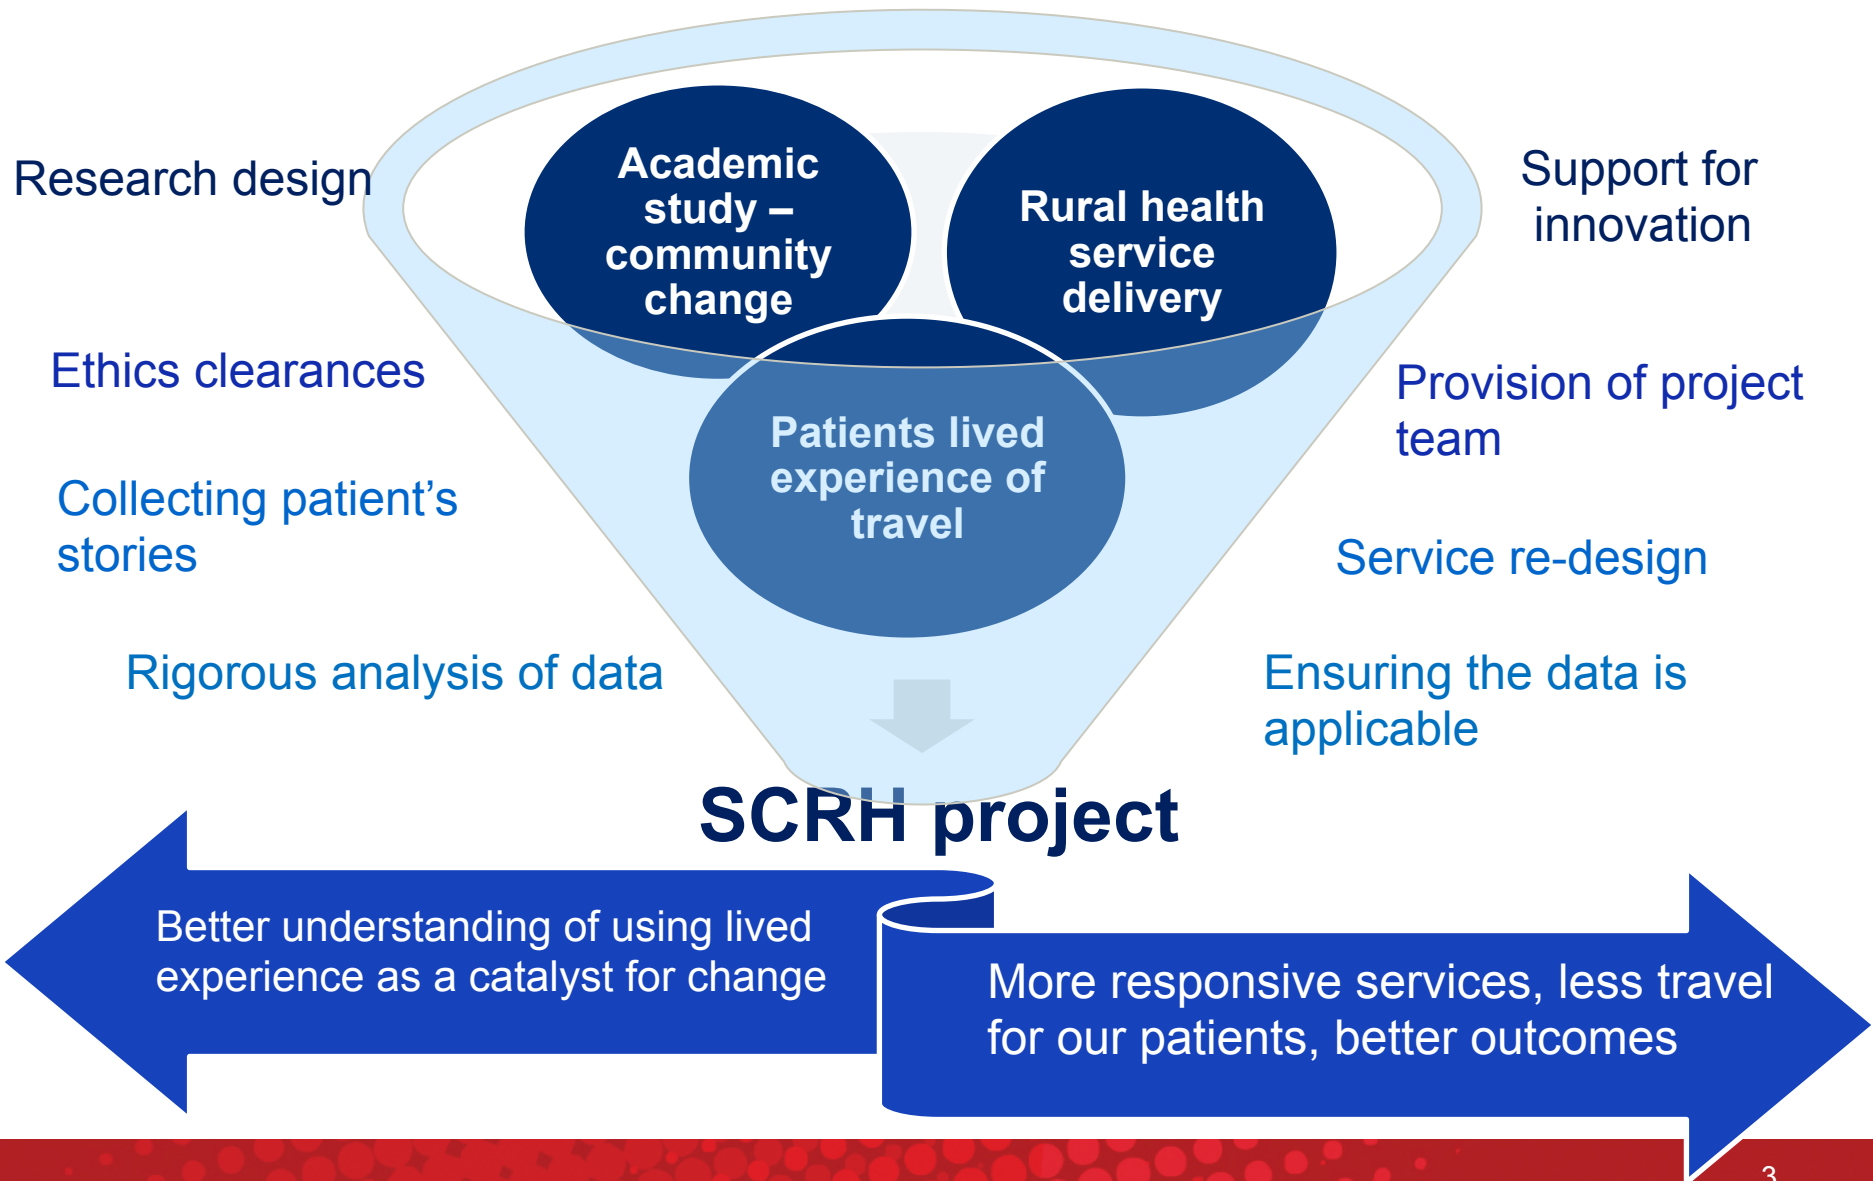 Research design
Academic
study –
community
change
Rural health
service
delivery
Support for
innovation
Ethics clearances
Patients lived
experience of
travel
Provision of project
team
Collecting patient’s
stories
Service re-design
Rigorous analysis of data
Ensuring the data is
applicable
SCRH project
Better understanding of using lived
experience as a catalyst for change
More responsive services, less travel
for our patients, better outcomes
3